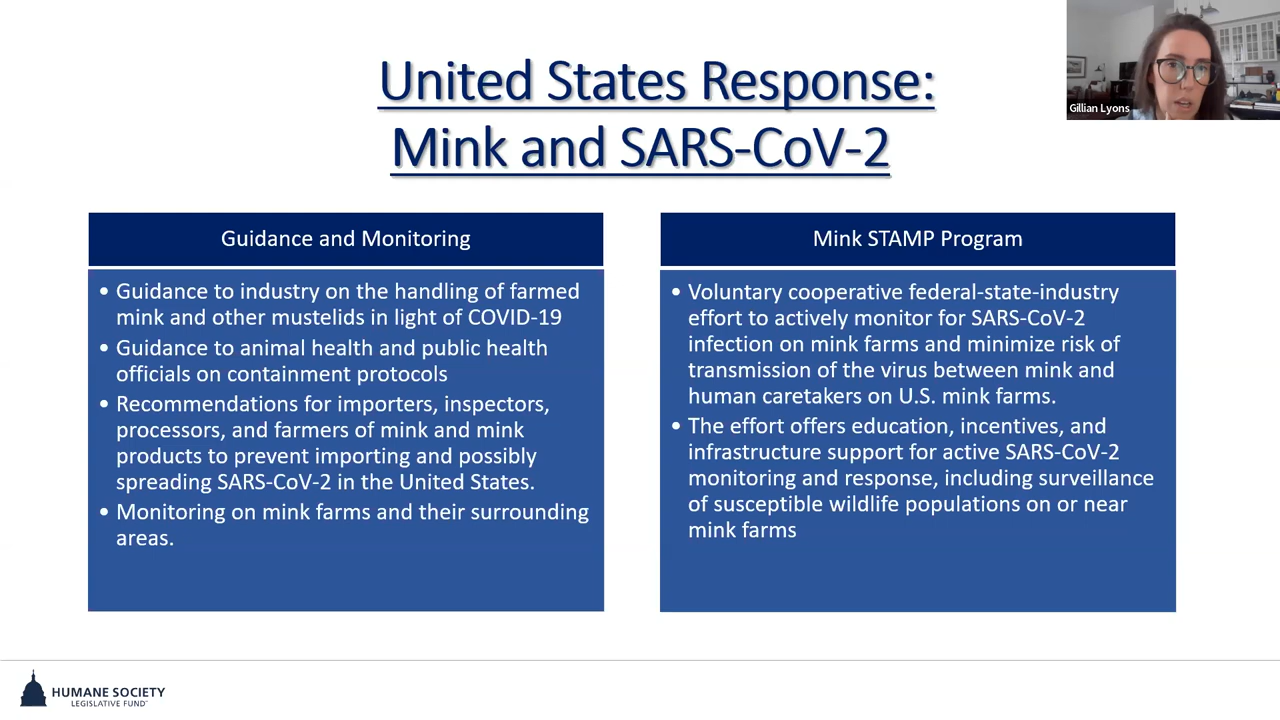 United States Response:
Mink and SARS-CoV-2
Gillian Lyons
Guidance and Monitoring
• Guidance to industry on the handling of farmed
mink and other mustelids in light of COVID-19
• Guidance to animal health and public health
officials on containment protocols
• Recommendations for importers, inspectors,
processors, and farmers of mink and mink
products to prevent importing and possibly
spreading SARS-CoV-2 in the United States.
• Monitoring on mink farms and their surrounding
areas.
Mink STAMP Program
• Voluntary cooperative federal-state-industry
effort to actively monitor for SARS-CoV-2
infection on mink farms and minimize risk of
transmission of the virus between mink and
human caretakers on U.S. mink farms.
• The effort offers education, incentives, and
infrastructure support for active SARS-CoV-2
monitoring and response, including surveillance
of susceptible wildlife populations on or near
mink farms
HUMANE SOCIETY
LEGISLATIVE FUND™